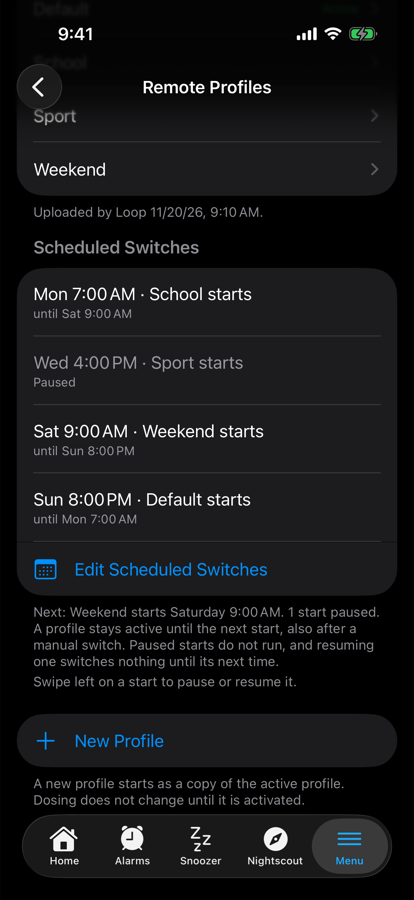 Default
9:41
School
Remote Profiles
Sport
Weekend
Uploaded by Loop 11/20/26, 9:10 AM.
Scheduled Switches
Mon 7:00 AM · School starts
until Sat 9:00 AM
Wed 4:00 PM · Sport starts
Paused
Sat 9:00 AM · Weekend starts
until Sun 8:00 PM
Sun 8:00 PM · Default starts
until Mon 7:00 AM
Edit Scheduled Switches
Next: Weekend starts Saturday 9:00 AM. 1 start paused.
A profile stays active until the next start, also after a
manual switch. Paused starts do not run, and resuming
one switches nothing until its next time.
Swipe left on a start to pause or resume it.
New Profile
A new profile starts as a copy of the active profile.
Dosing does not change until it is activated.
Home
Alarms
Snoozer
Nightscout
Menu